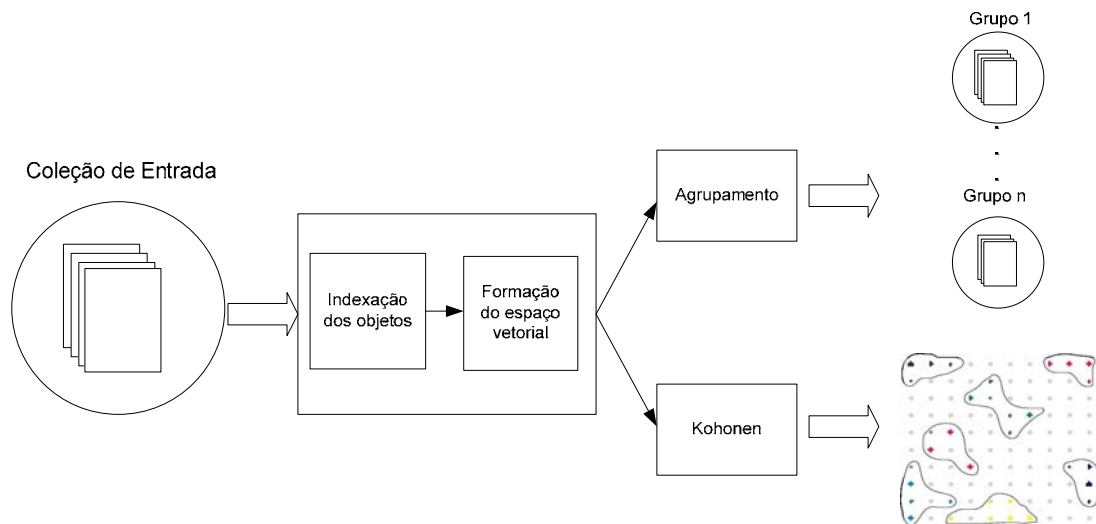 Grupo 1
Coleção de Entrada
Agrupamento
Grupo n
Indexação
dos objetos
Formação
do espaço
vetorial
Kohonen